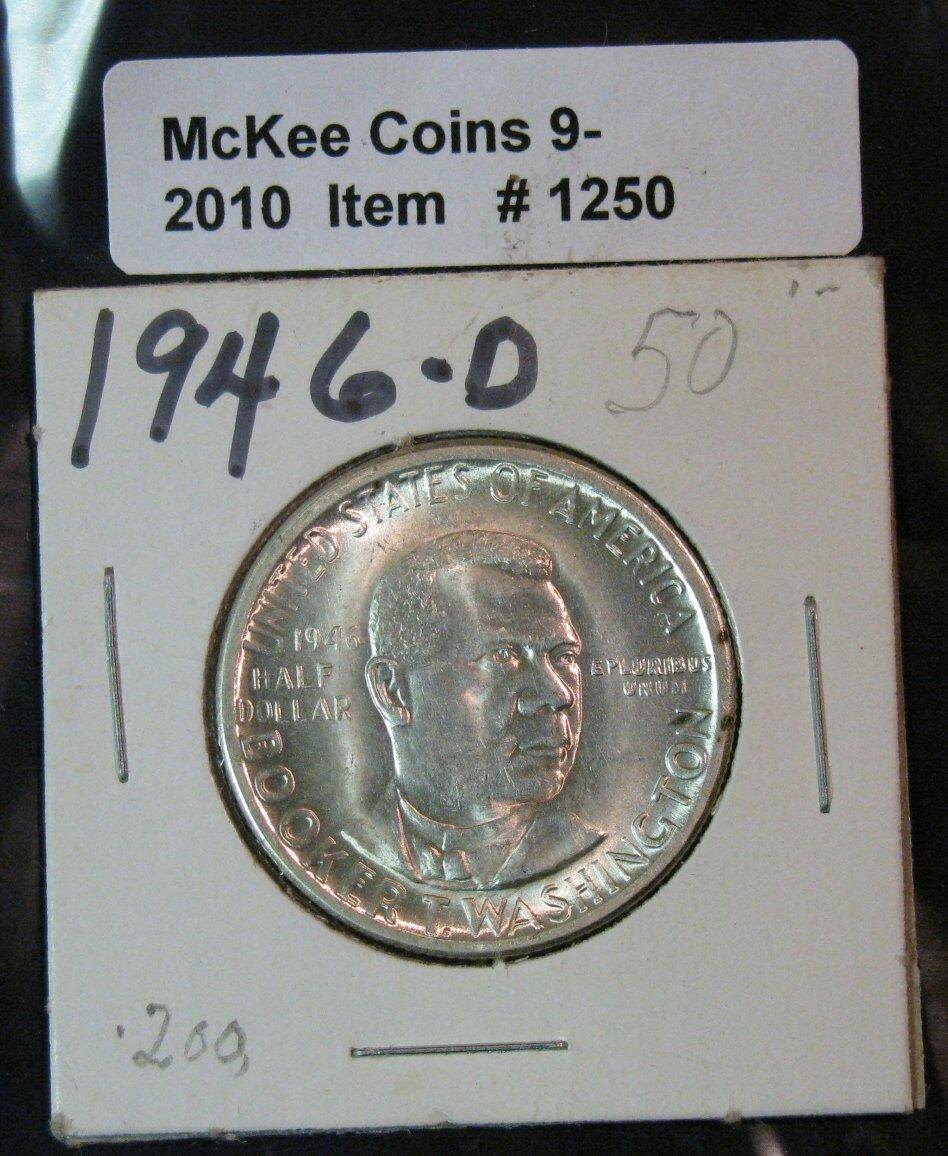 McKee Coins 9-
2010 Item # 1250
1946-D 50
UNITED STATES OF AMERICA
1946
HALF
DOLLAR
E PLURIBUS
UNUM
BOOKER T. WASHINGTON
.200